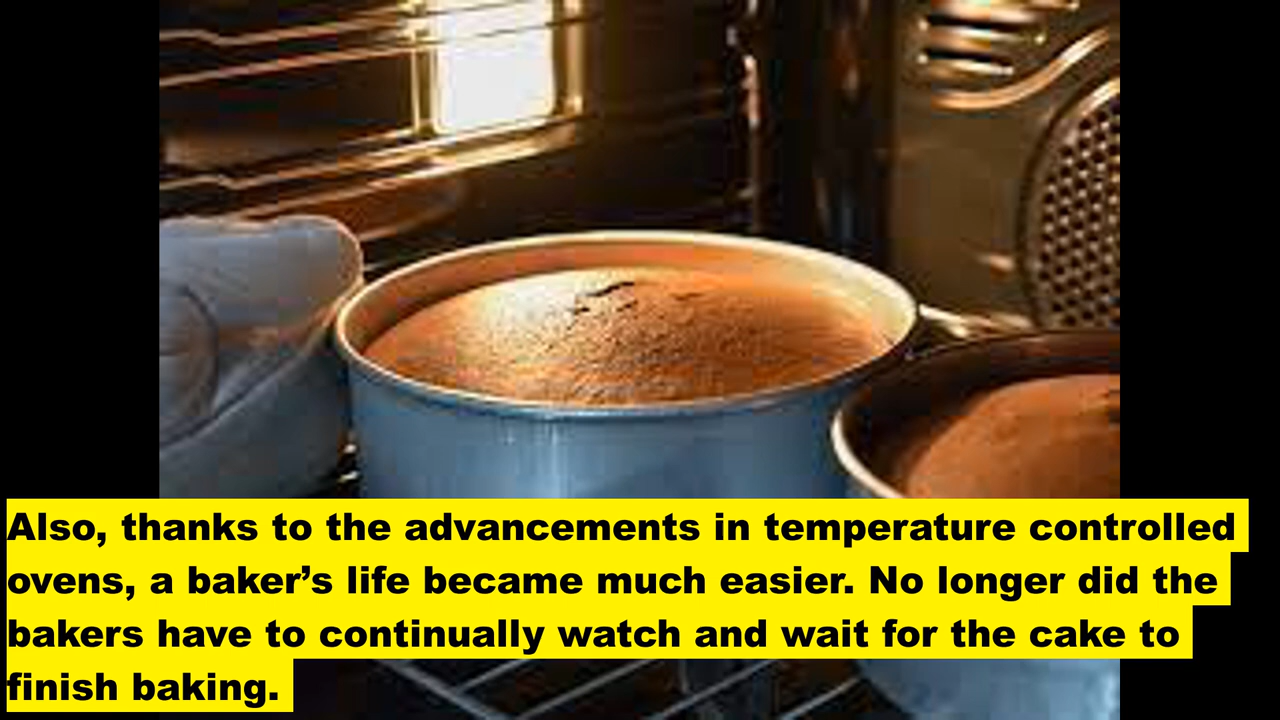 Also, thanks to the advancements in temperature controlled
ovens, a baker’s life became much easier. No longer did the
bakers have to continually watch and wait for the cake to
finish baking.